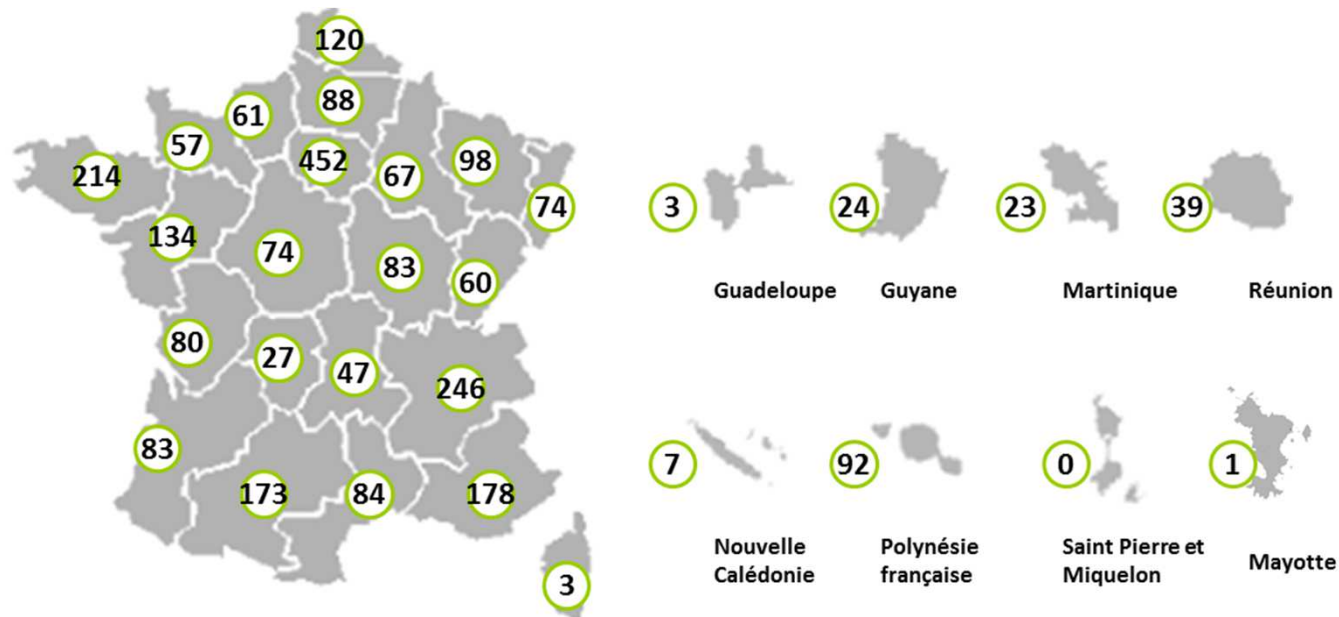 120
88
61
57
452
98
214
67
74
134
74
83
60
80
27
47
246
83
173
84
178
3
3
24
23
39
Guadeloupe
Guyane
Martinique
Réunion
7
92
0
1
Nouvelle
Calédonie
Polynésie
française
Saint Pierre et
Miquelon
Mayotte